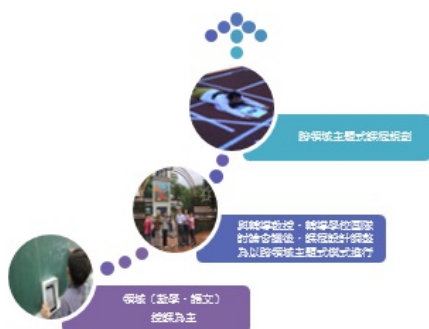 跨領域主題式課程規劃
與輔導教授、輔導學校團隊
討論會議後，課程設計調整
為以跨領域主題式模式進行
領域（數學、語文）
授課為主